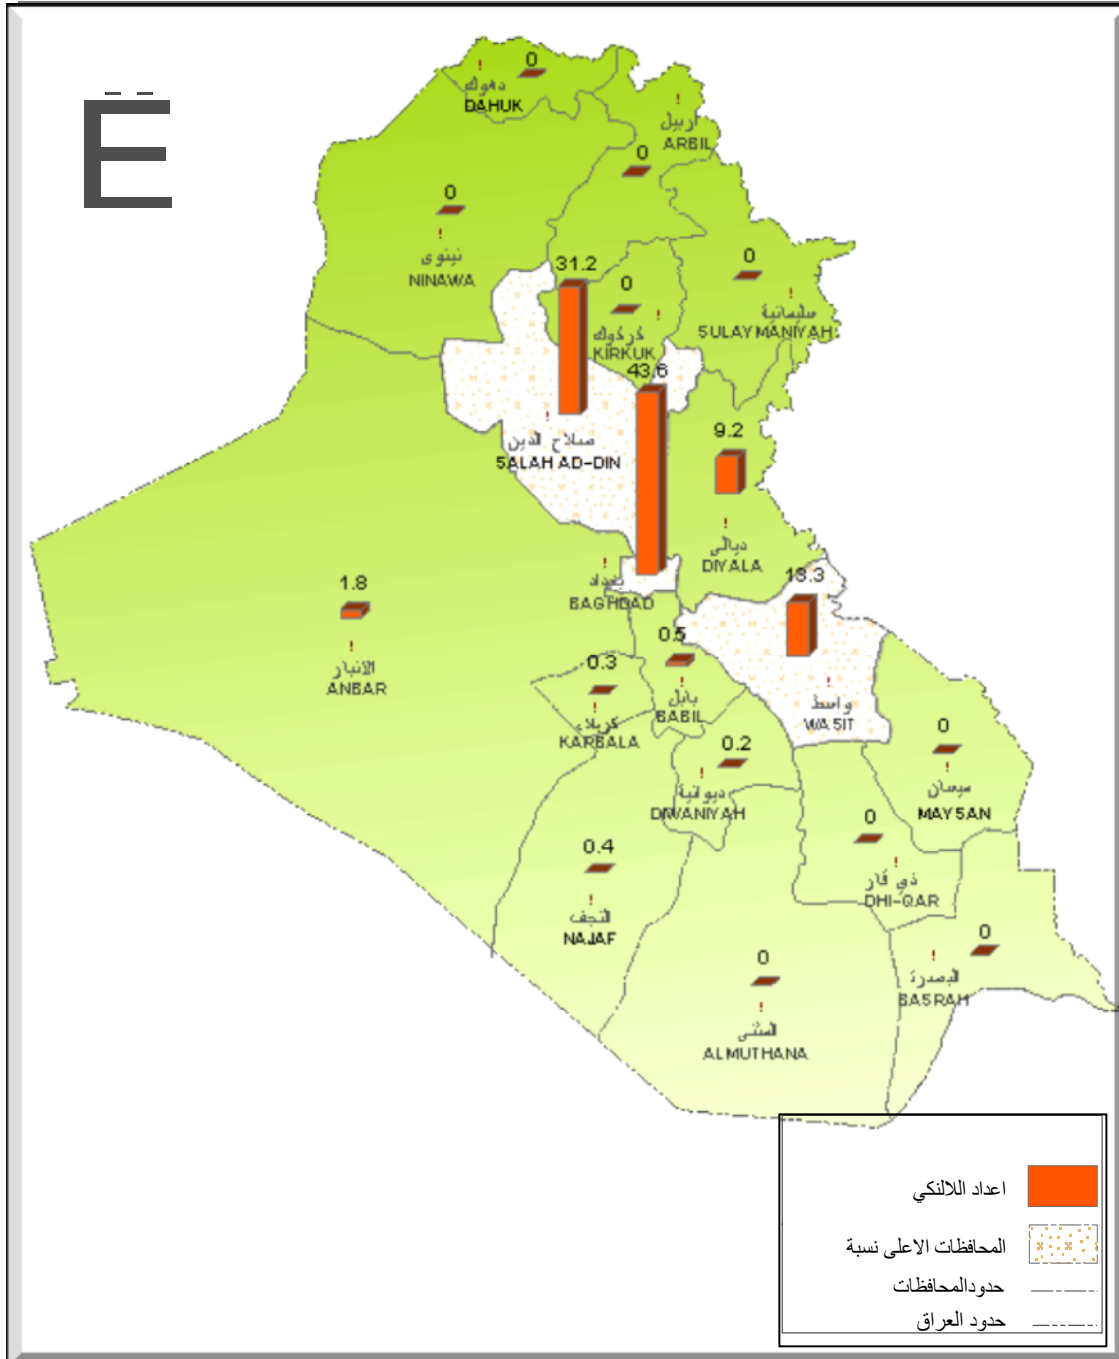 Ë
0
دهوك
DAHUK
اربيل
ARBIL
0
0
نينوى
NINAWA
0
سليمانية
SULAYMANIYAH
31.2
0
كركوك
KIRKUK
43.6
صلاح الدين
SALAH AD-DIN
9.2
ديالى
DIYALA
بغداد
BAGHDAD
13.3
1.8
الانبار
ANBAR
0.5
بابل
BABIL
0.3
كربلاء
KARBALA
واسط
WASIT
0.2
ديوانية
DIWANIYAH
0
ميسان
MAYSAN
0
ذي قار
DHI-QAR
0.4
النجف
NAJAF
0
البصرة
BASRAH
0
المثنى
ALMUTHANA
اعداد اللالنكي
المحافظات الاعلى نسبة
حدودالمحافظات
حدود العراق